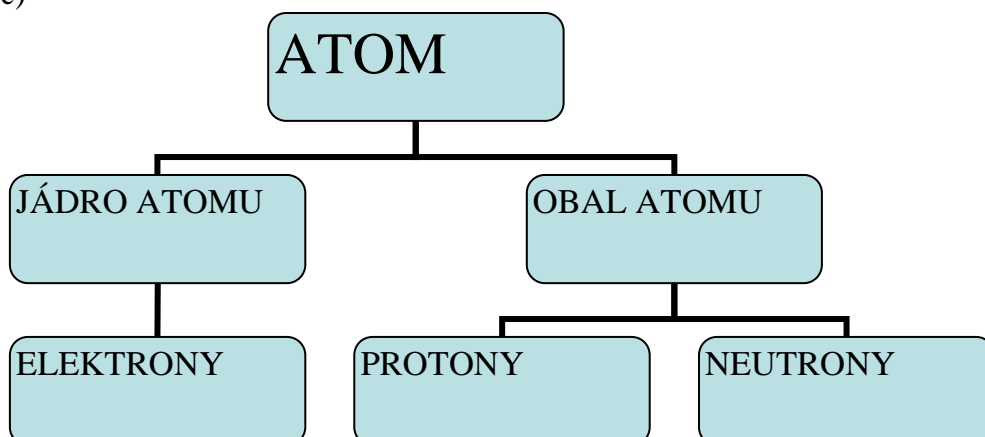 c)
ATOM
JÁDRO ATOMU
OBAL ATOMU
ELEKTRONY
PROTONY
NEUTRONY